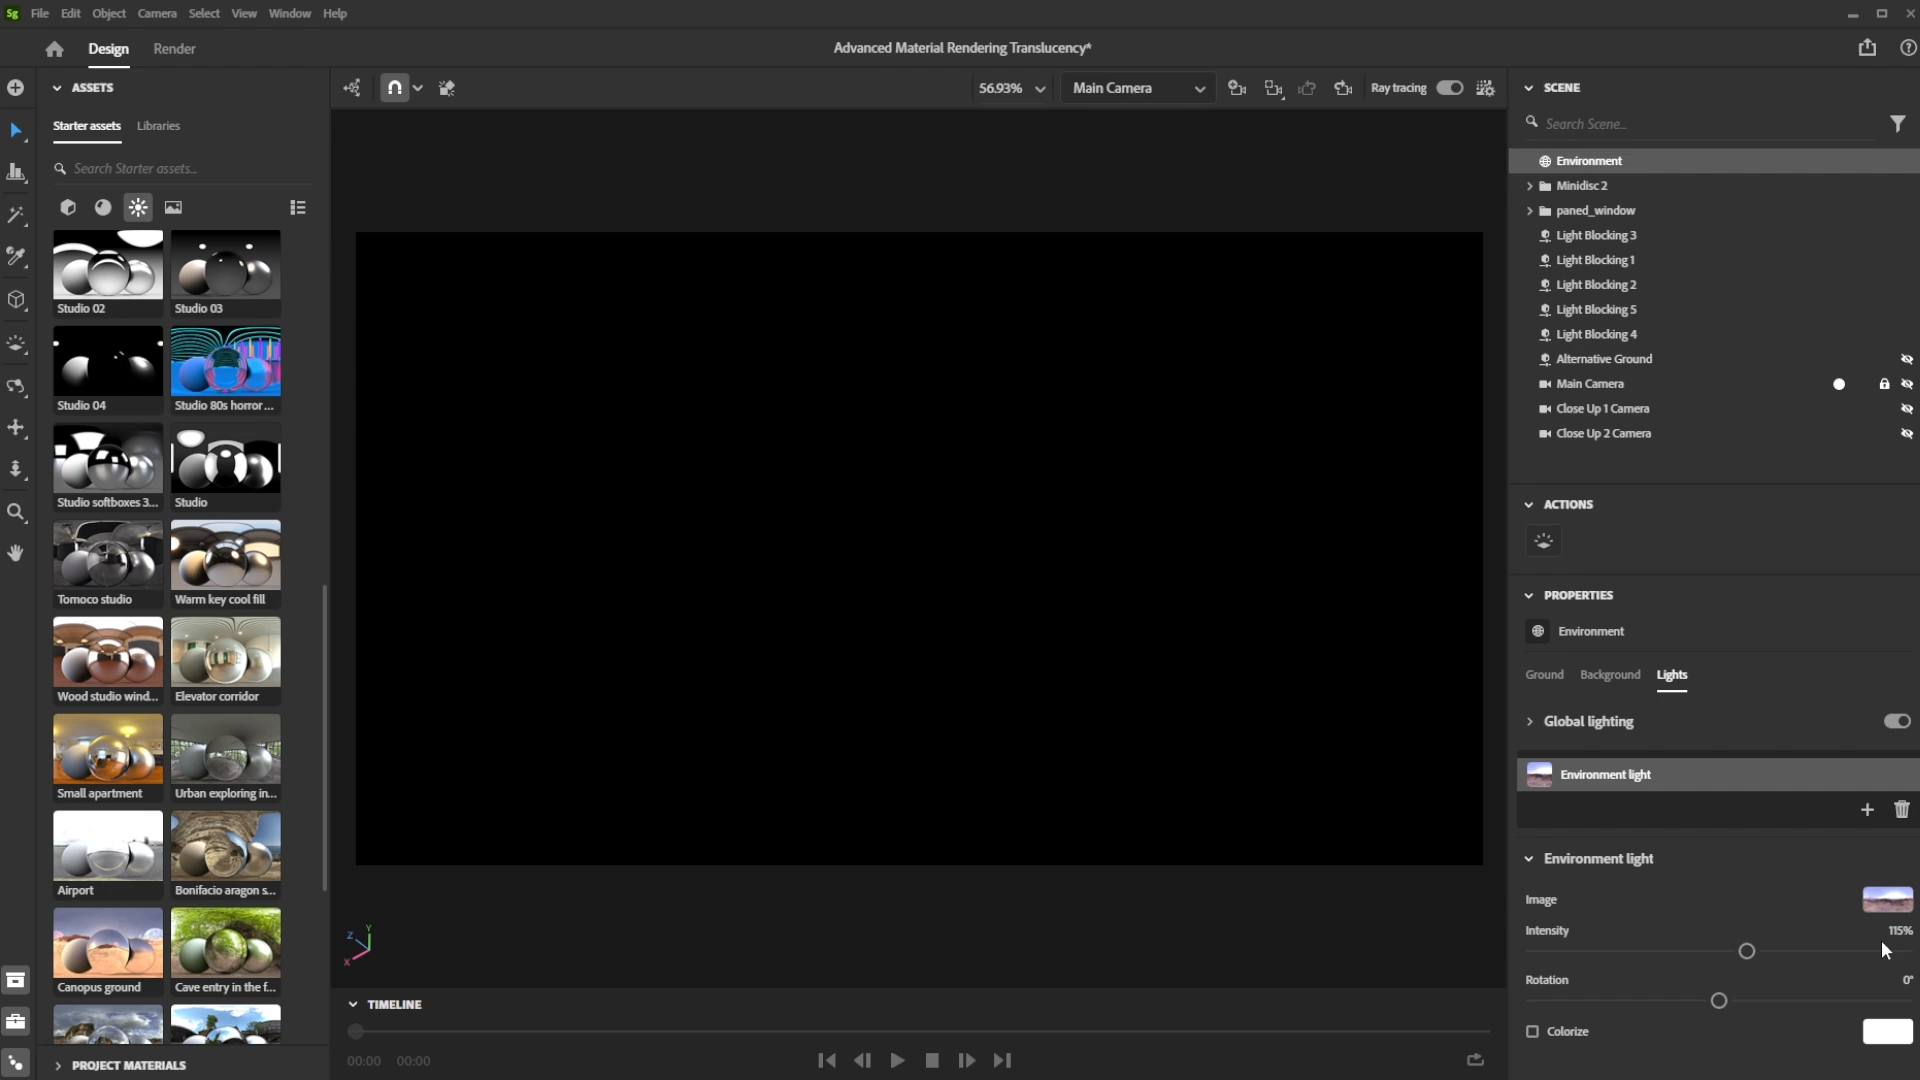 Sg File Edit Object Camera Select View Window Help
Design Render Advanced Material Rendering Translucency*
ASSETS
Starter assets Libraries
Search Starter assets...
Studio 02 Studio 03
Studio 04 Studio 80s horror ...
Studio softboxes 3... Studio
Tomoco studio Warm key cool fill
Wood studio wind... Elevator corridor
Small apartment Urban exploring in...
Airport Bonifacio aragon s...
Canopus ground Cave entry in the f...
PROJECT MATERIALS
56.93% Main Camera Ray tracing
Z Y X
TIMELINE
00:00 00:00
SCENE
Search Scene...
Environment
Minidisc 2
paned_window
Light Blocking 3
Light Blocking 1
Light Blocking 2
Light Blocking 5
Light Blocking 4
Alternative Ground
Main Camera
Close Up 1 Camera
Close Up 2 Camera
ACTIONS
PROPERTIES
Environment
Ground Background Lights
Global lighting
Environment light
Environment light
Image
Intensity 115%
Rotation 0°
Colorize